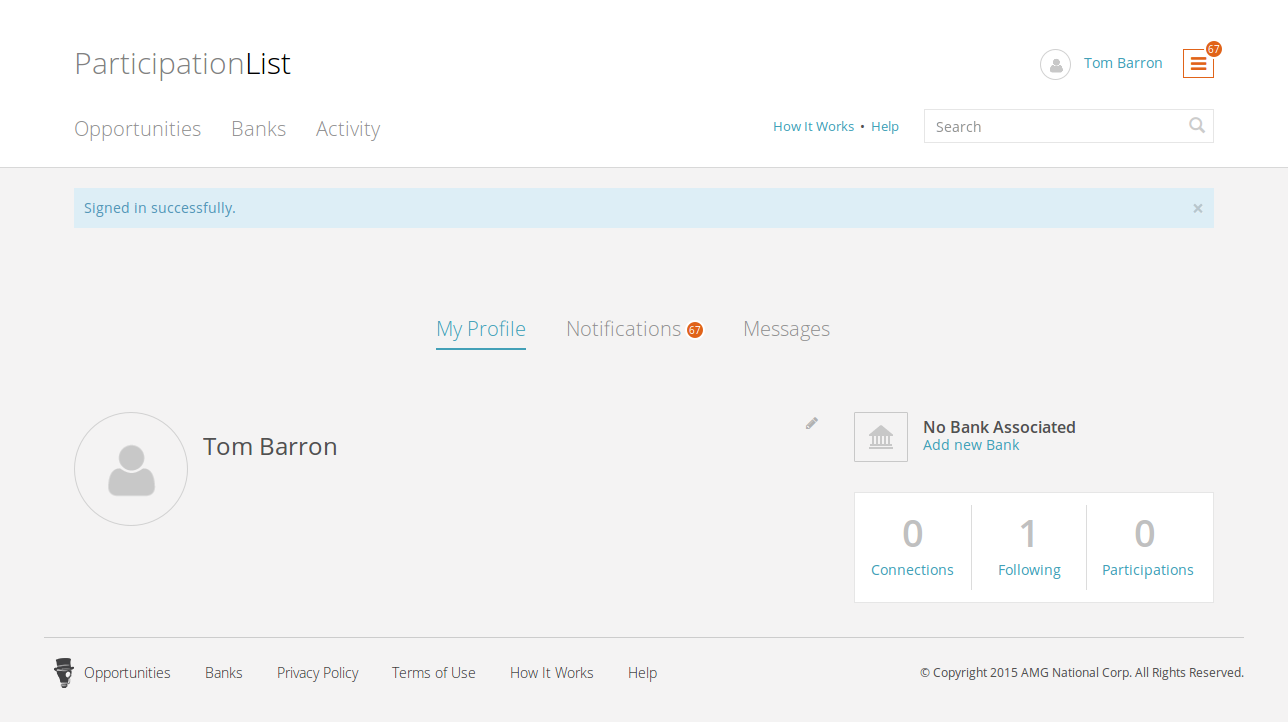 ParticipationList
Tom Barron
67
Opportunities Banks Activity
How It Works • Help
Search
Signed in successfully.
×
My Profile
Notifications 67
Messages
Tom Barron
No Bank Associated
Add new Bank
0 1 0
Connections Following Participations
Opportunities Banks Privacy Policy Terms of Use How It Works Help
© Copyright 2015 AMG National Corp. All Rights Reserved.